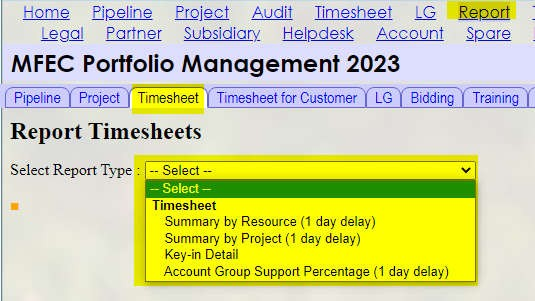 Home Pipeline Project Audit Timesheet LG Report
Legal Partner Subsidiary Helpdesk Account Spare
MFEC Portfolio Management 2023
Pipeline Project Timesheet Timesheet for Customer LG Bidding Training
Report Timesheets
Select Report Type : -- Select --
-- Select --
Timesheet
Summary by Resource (1 day delay)
Summary by Project (1 day delay)
Key-in Detail
Account Group Support Percentage (1 day delay)